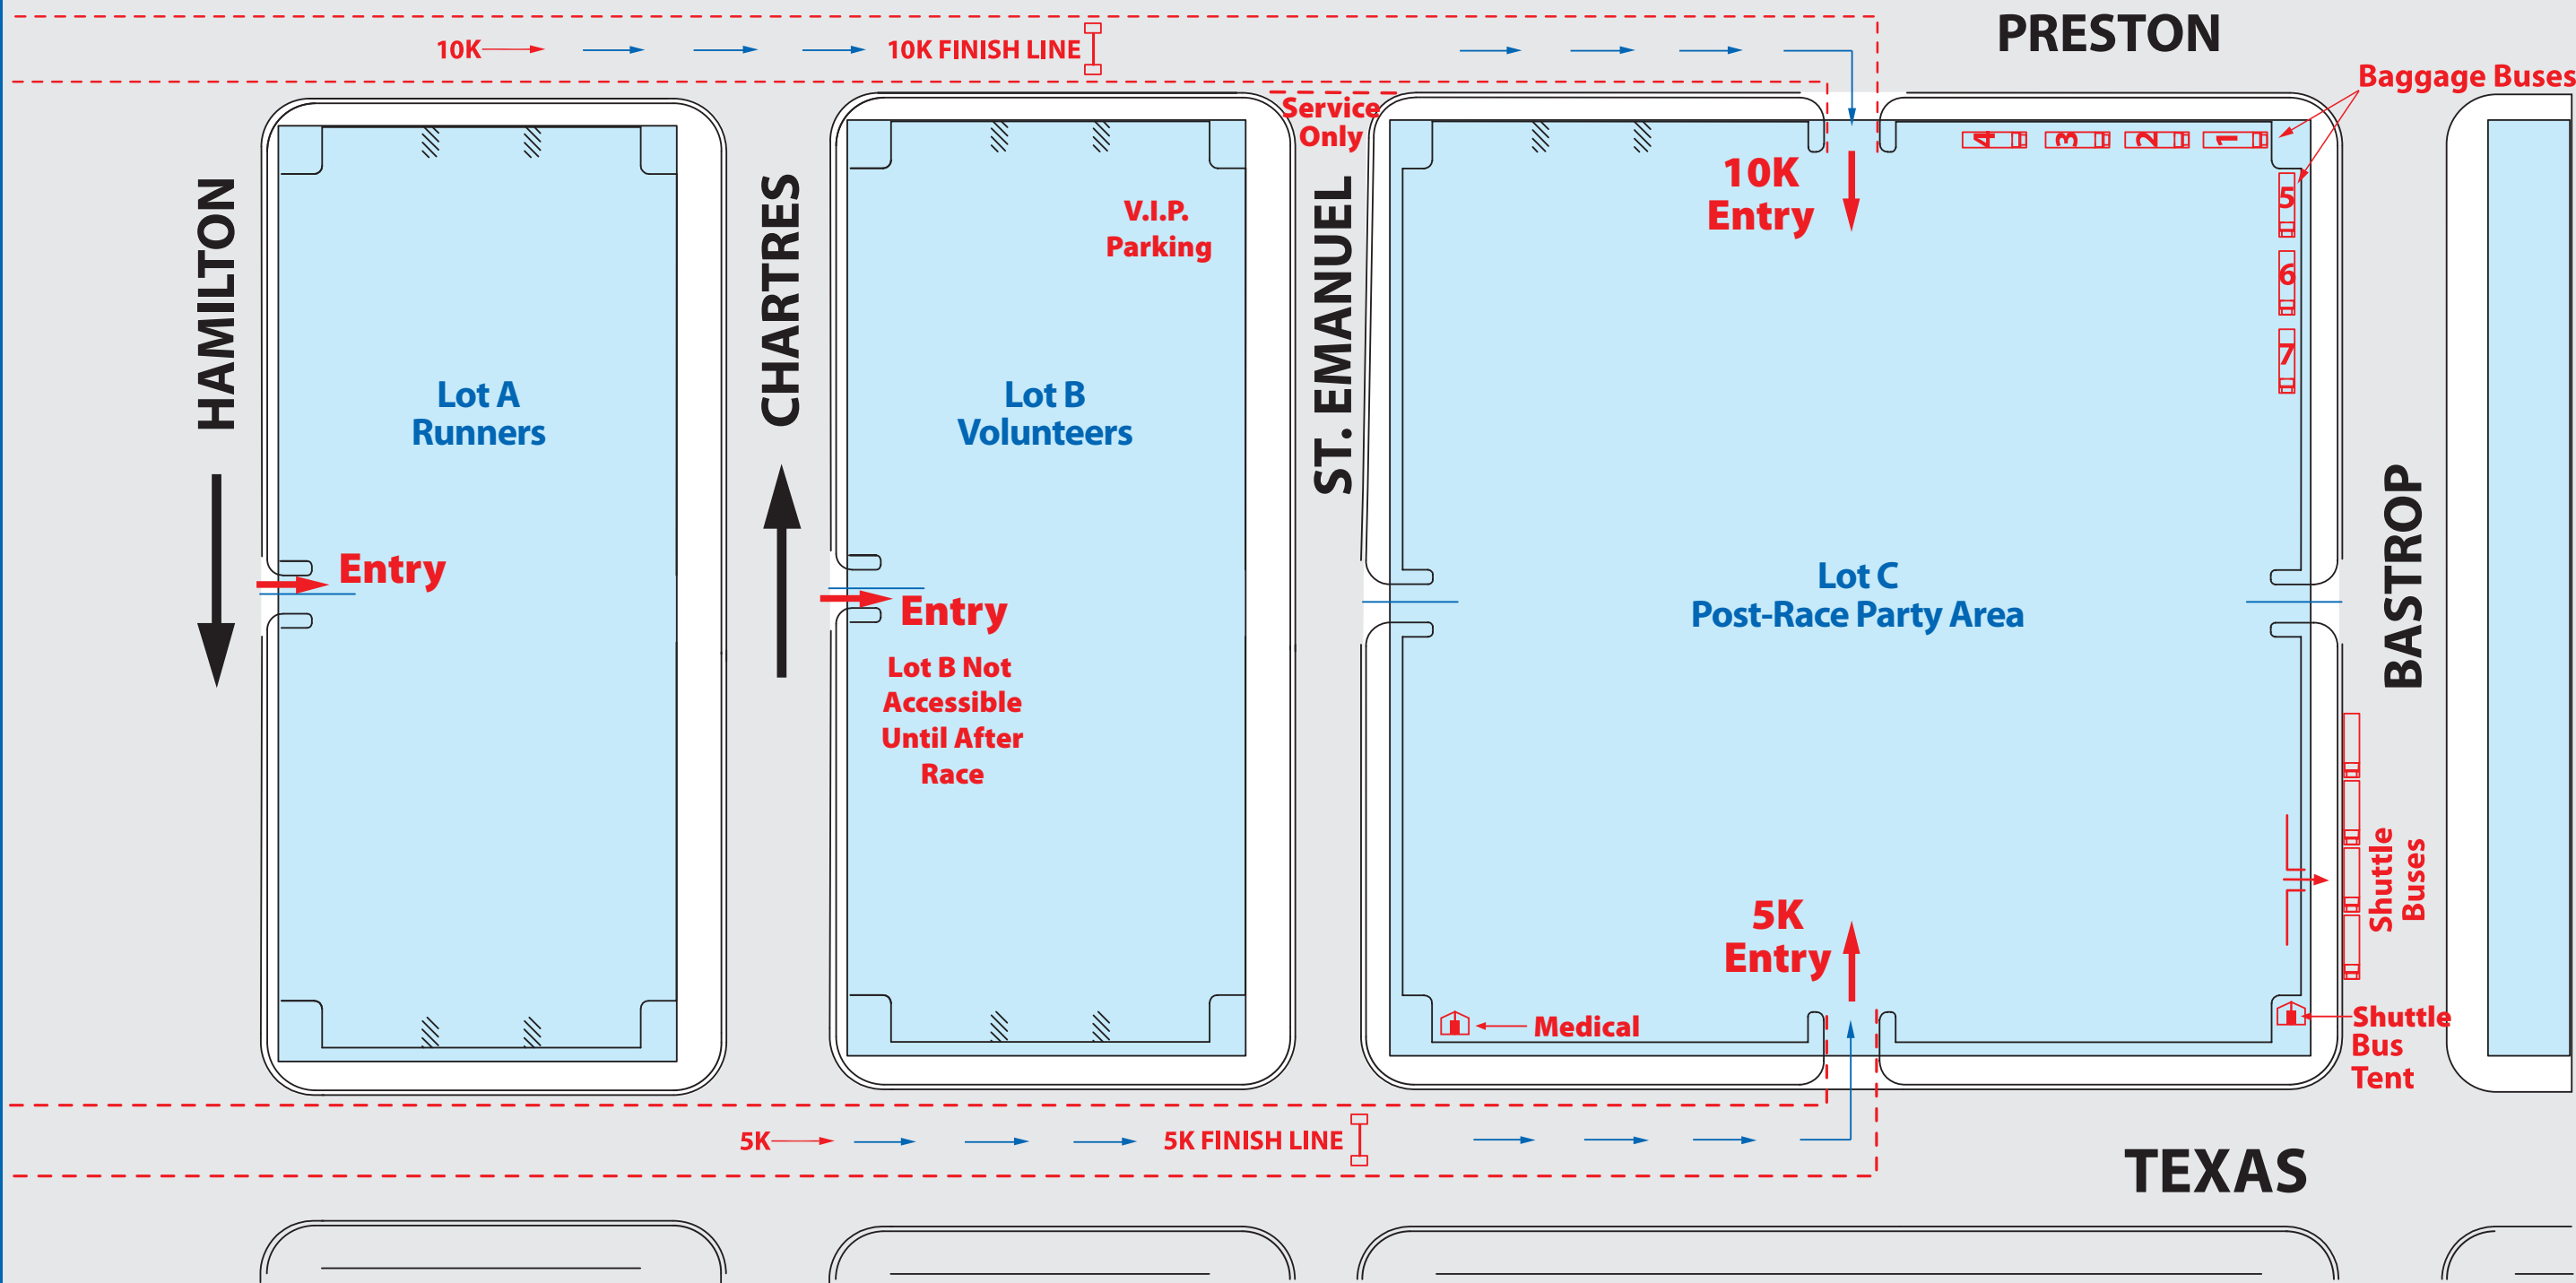 PRESTON
10K
10K FINISH LINE
Baggage Buses
Service
Only
4
3
2
1
5
6
7
10K
Entry
V.I.P.
Parking
HAMILTON
CHARTRES
ST. EMANUEL
BASTROP
Lot A
Runners
Lot B
Volunteers
Entry
Entry
Lot B Not
Accessible
Until After
Race
Lot C
Post-Race Party Area
5K
Entry
Shuttle
Buses
Medical
Shuttle
Bus
Tent
5K
5K FINISH LINE
TEXAS